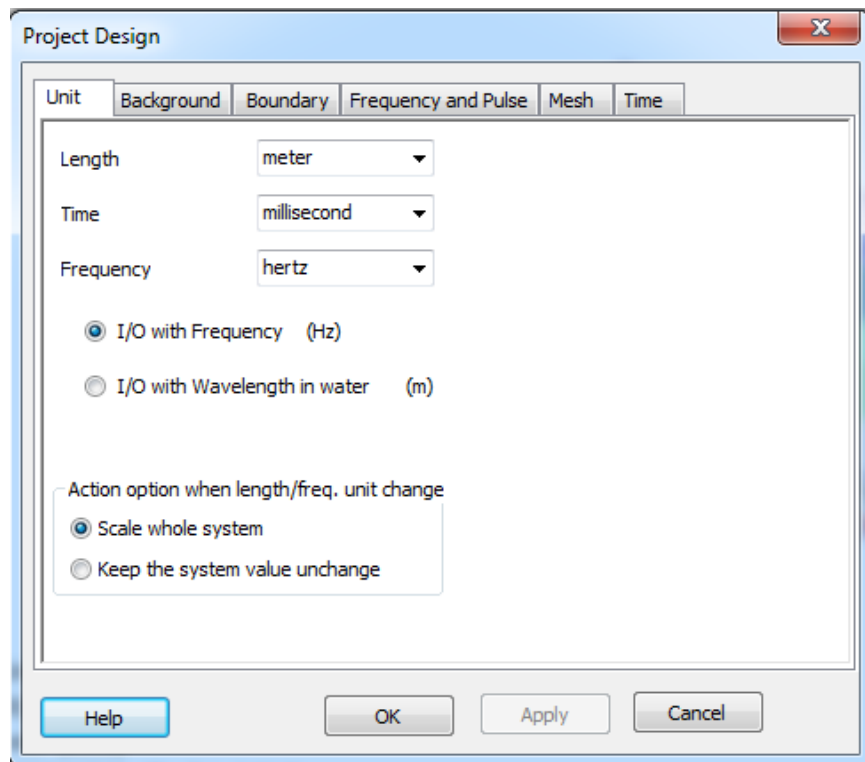 Project Design
Unit Background Boundary Frequency and Pulse Mesh Time
Length meter
Time millisecond
Frequency hertz
I/O with Frequency (Hz)
I/O with Wavelength in water (m)
Action option when length/freq. unit change
Scale whole system
Keep the system value unchange
Help OK Apply Cancel